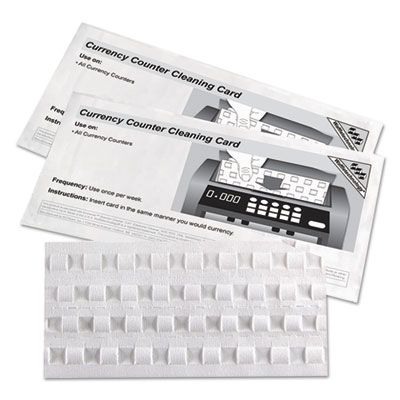 Currency Counter Cleaning Card
Use on:
• All Currency Counters
Currency Counter Cleaning Card
Use on:
• All Currency Counters
0.000
Frequency: Use once per week.
Instructions: Insert card in the same manner you would currency.